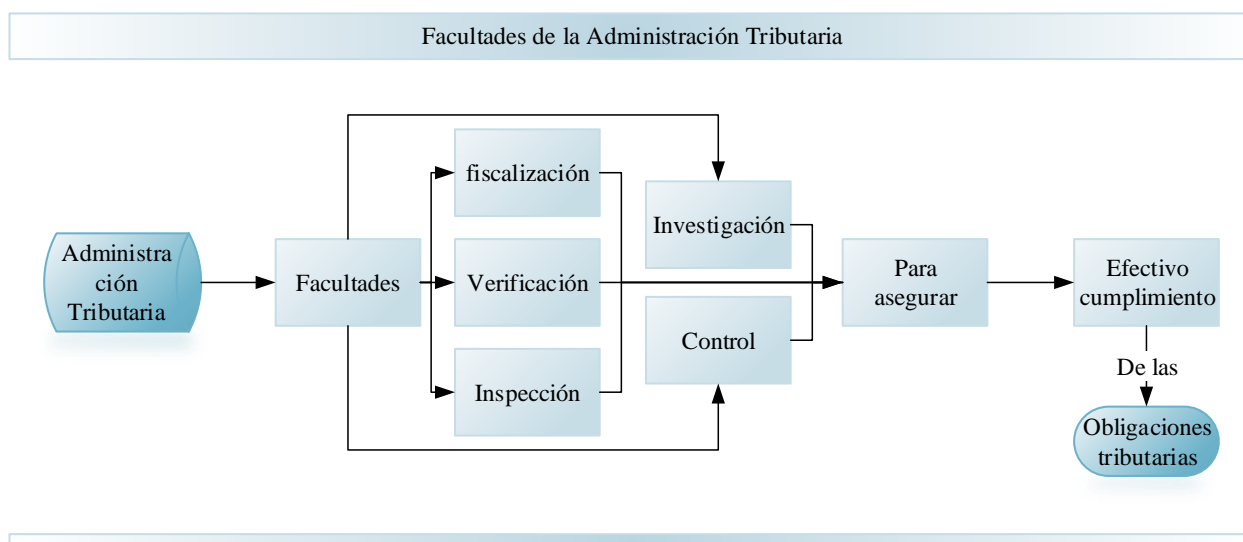 Facultades de la Administración Tributaria
Administra
ción
Tributaria
Facultades
fiscalización
Verificación
Inspección
Investigación
Control
Para
asegurar
Efectivo
cumplimiento
De las
Obligaciones
tributarias